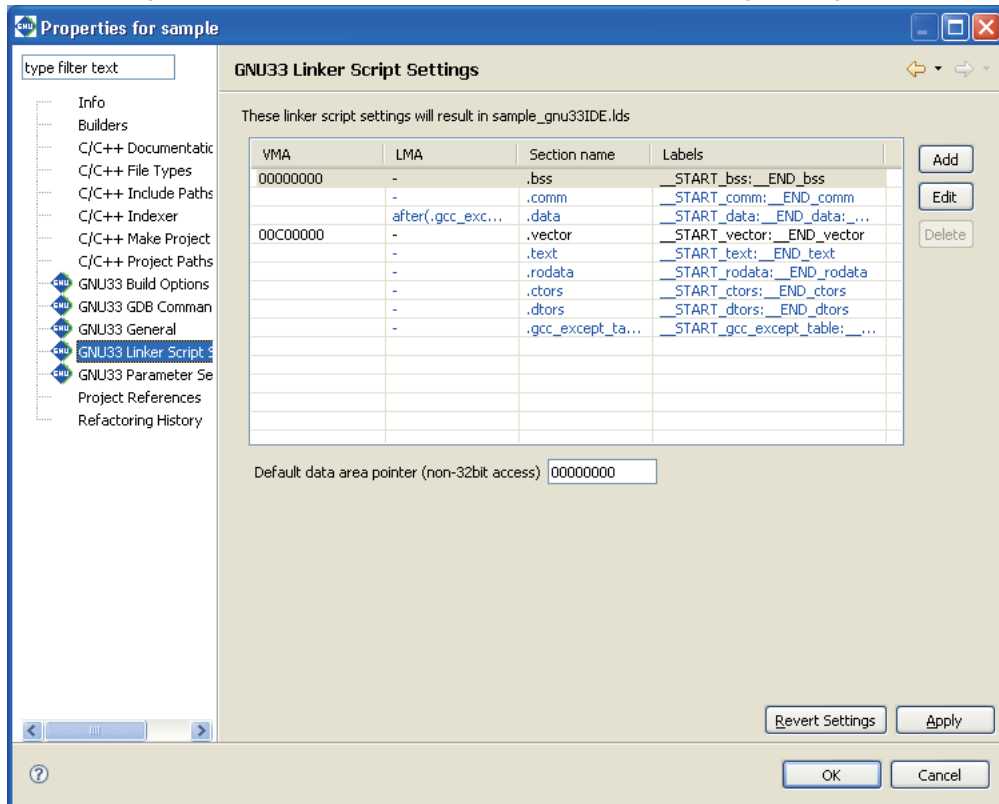 Properties for sample
type filter text
GNU33 Linker Script Settings
Info
Builders
C/C++ Documentatic
C/C++ File Types
C/C++ Include Paths
C/C++ Indexer
C/C++ Make Project
C/C++ Project Paths
GNU33 Build Options
GNU33 GDB Comman
GNU33 General
GNU33 Linker Script S
GNU33 Parameter Se
Project References
Refactoring History
These linker script settings will result in sample_gnu33IDE.lds
VMA LMA Section name Labels
00000000 - .bss __START_bss:__END_bss
- .comm __START_comm:__END_comm
after(.gcc_exc... .data __START_data:__END_data:_...
00C00000 - .vector __START_vector:__END_vector
- .text __START_text:__END_text
- .rodata __START_rodata:__END_rodata
- .ctors __START_ctors:__END_ctors
- .dtors __START_dtors:__END_dtors
- .gcc_except_ta... __START_gcc_except_table:__...
Add
Edit
Delete
Default data area pointer (non-32bit access) 00000000
Revert Settings Apply
OK Cancel